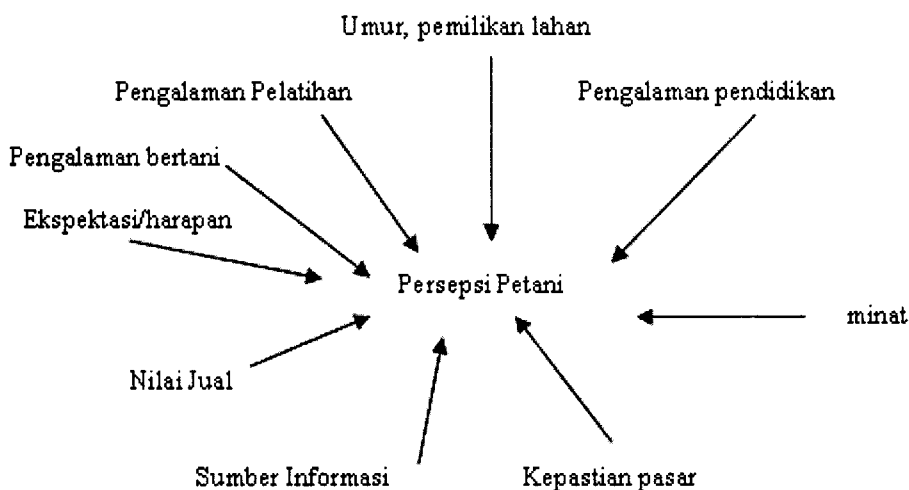 Umur, pemilikan lahan
Pengalaman Pelatihan
Pengalaman pendidikan
Pengalaman bertani
Ekspektasi/harapan
Persepsi Petani
minat
Nilai Jual
Sumber Informasi
Kepastian pasar